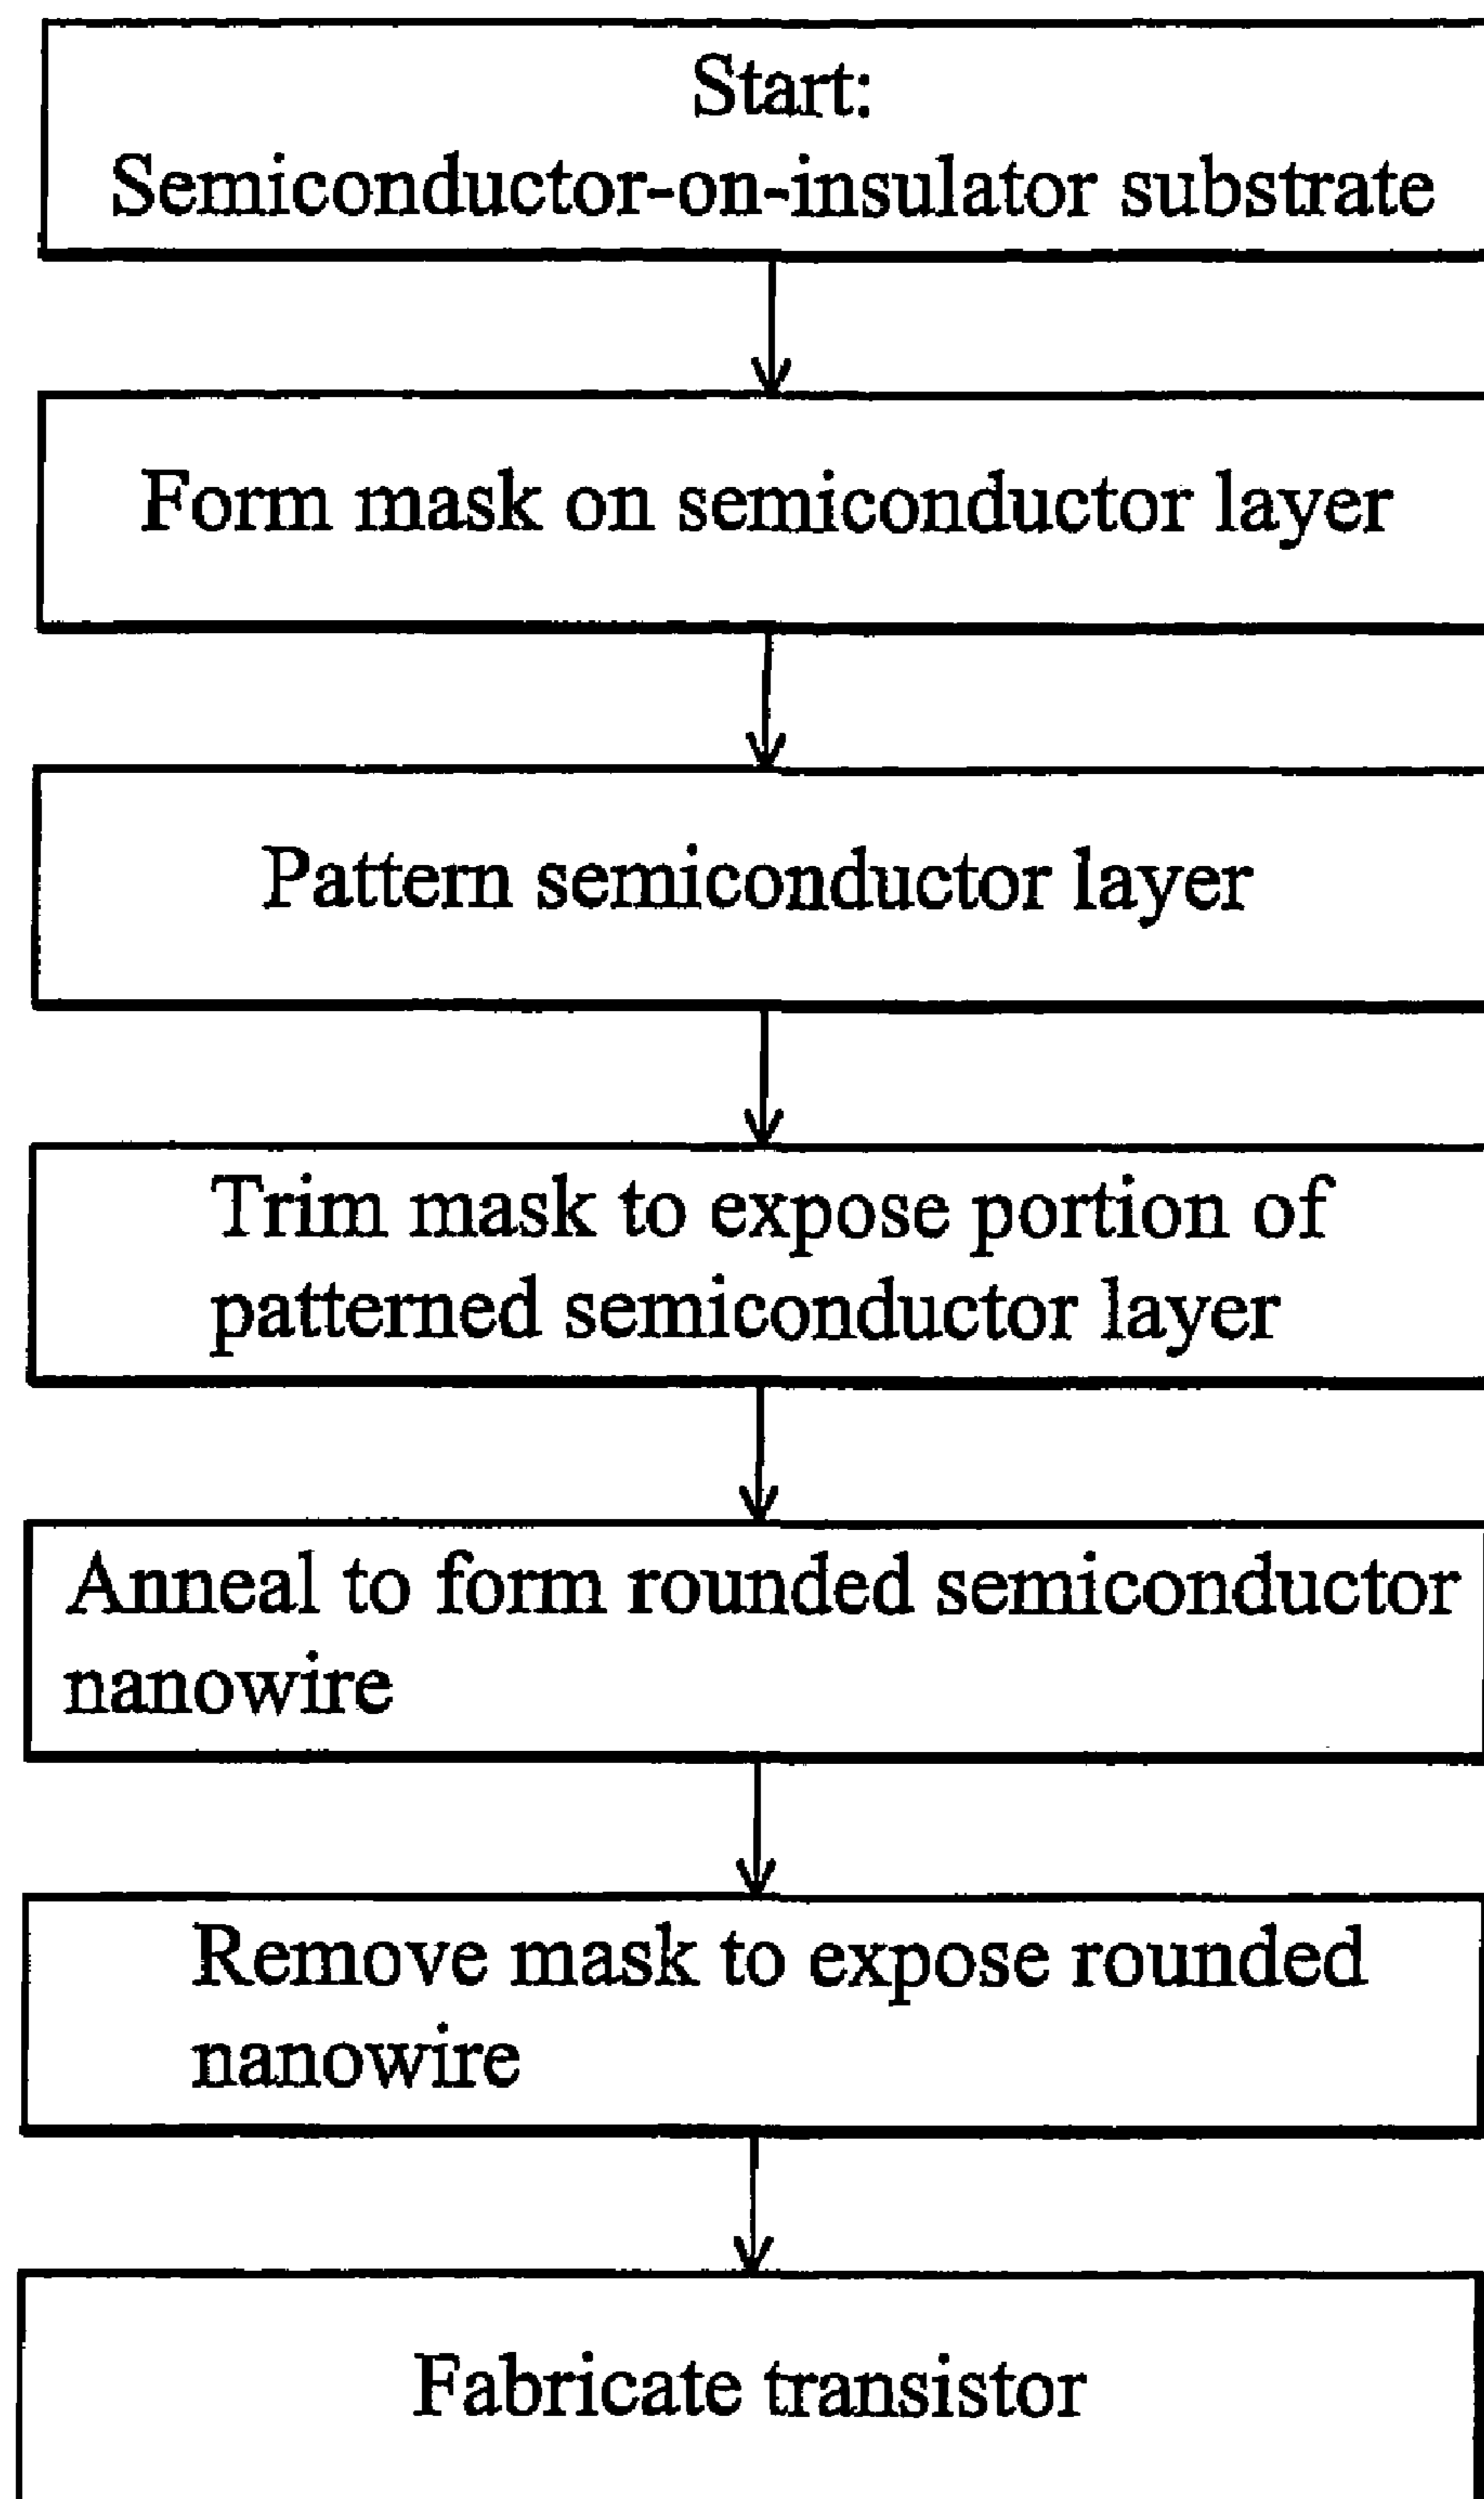 Start:
Semiconductor-on-insulator substrate
Form mask on semiconductor layer
Pattern semiconductor layer
Trim mask to expose portion of
patterned semiconductor layer
Anneal to form rounded semiconductor
nanowire
Remove mask to expose rounded
nanowire
Fabricate transistor